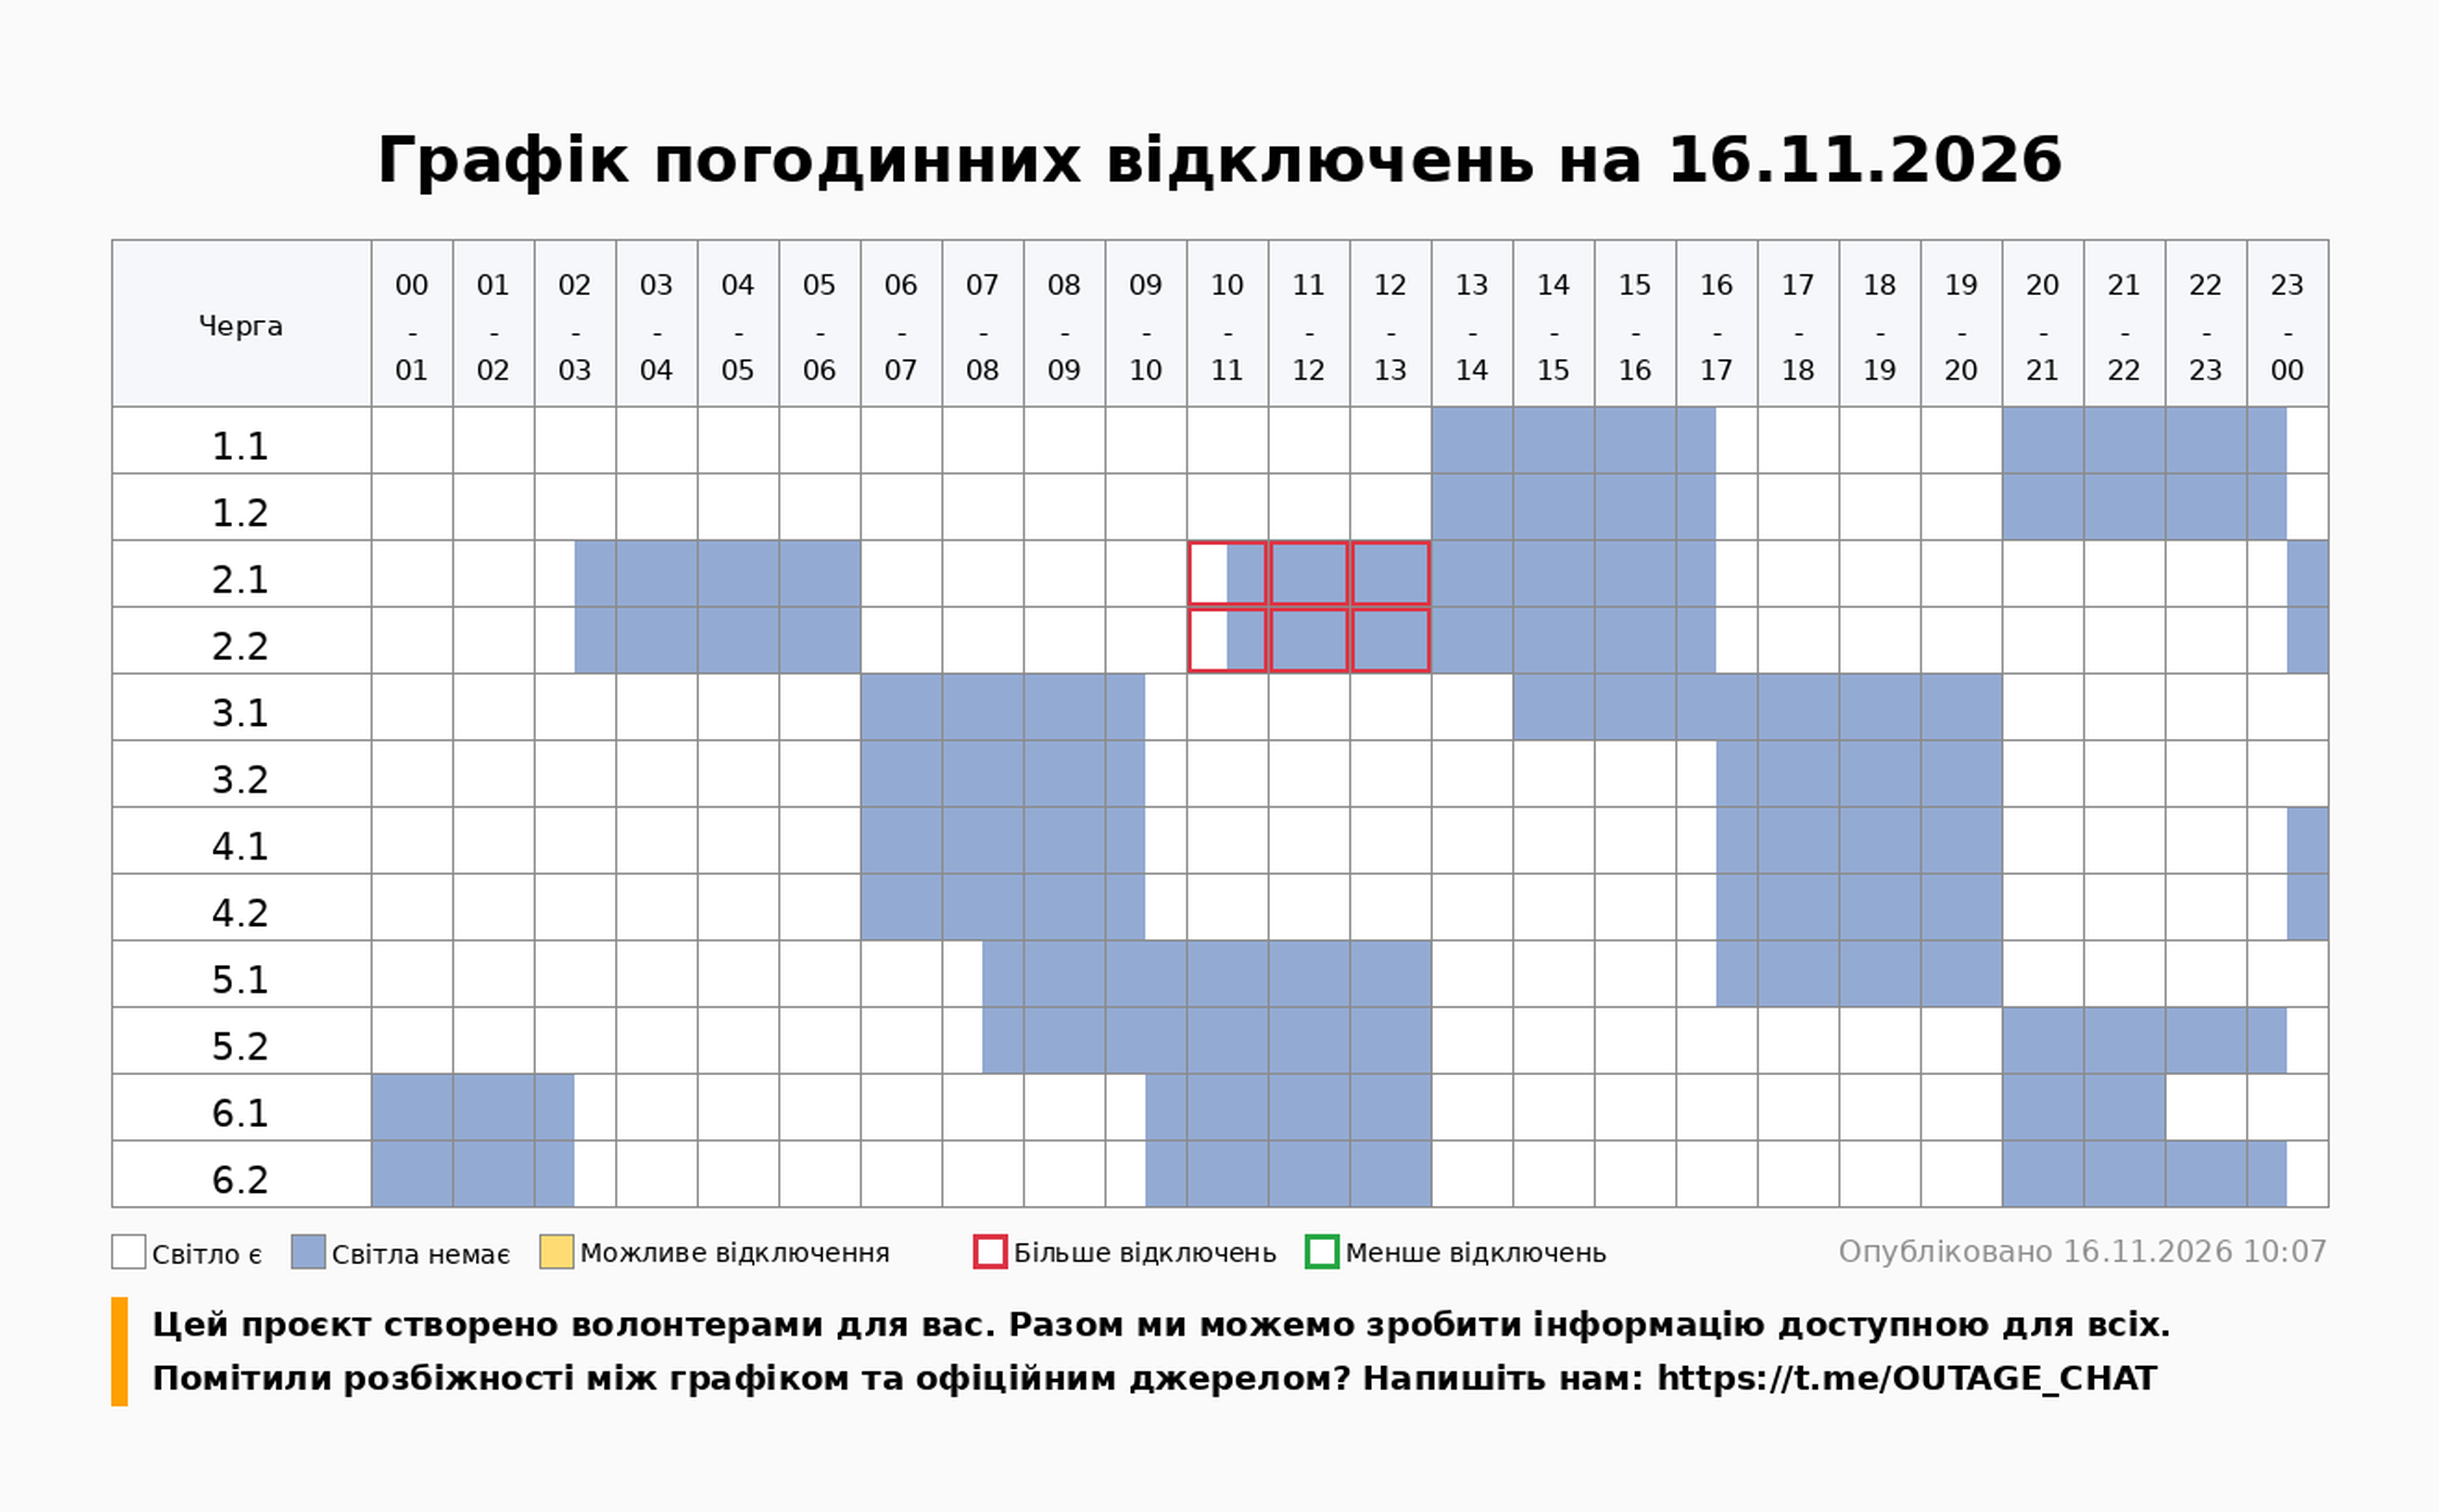 Графік погодинних відключень на 16.11.2026
Черга 00 - 01 01 - 02 02 - 03 03 - 04 04 - 05 05 - 06 06 - 07 07 - 08 08 - 09 09 - 10 10 - 11 11 - 12 12 - 13 13 - 14 14 - 15 15 - 16 16 - 17 17 - 18 18 - 19 19 - 20 20 - 21 21 - 22 22 - 23 23 - 00
1.1
1.2
2.1
2.2
3.1
3.2
4.1
4.2
5.1
5.2
6.1
6.2
Світло є Світла немає Можливе відключення Більше відключень Менше відключень Опубліковано 16.11.2026 10:07
Цей проєкт створено волонтерами для вас. Разом ми можемо зробити інформацію доступною для всіх.
Помітили розбіжності між графіком та офіційним джерелом? Напишіть нам: https://t.me/OUTAGE_CHAT